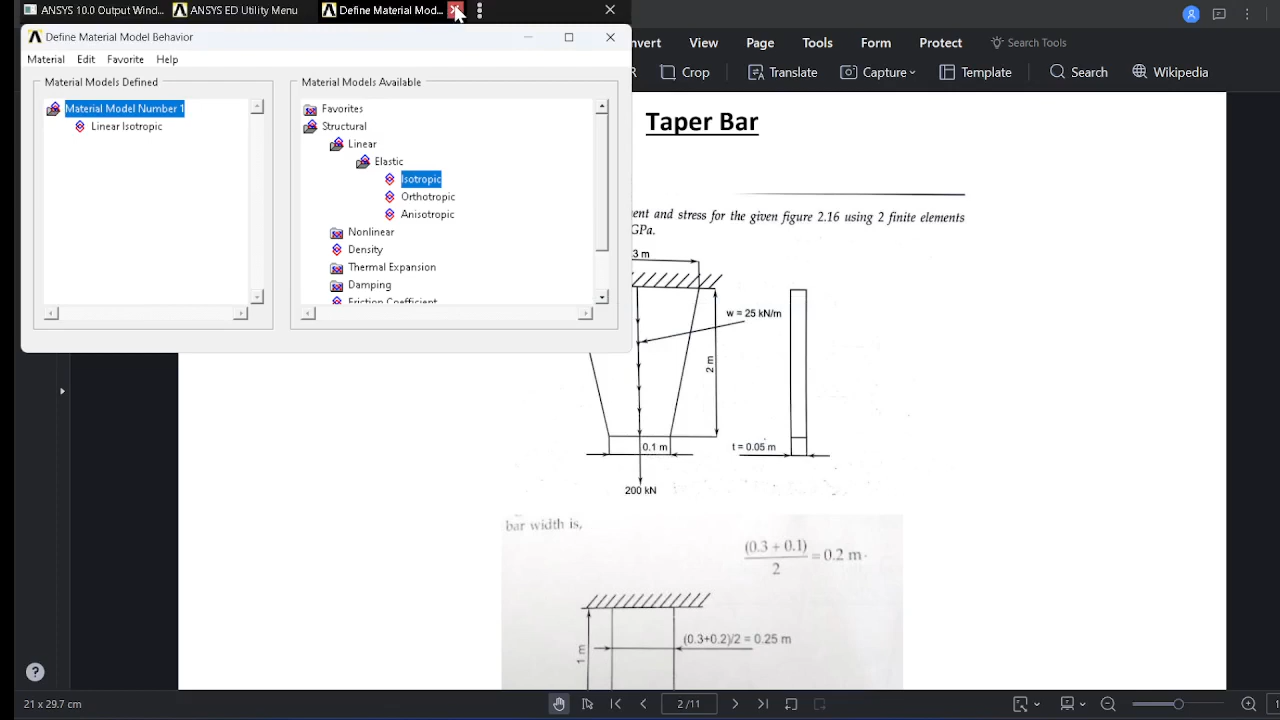 ANSYS 10.0 Output Wind...
ANSYS ED Utility Menu
Define Material Mod...
Define Material Model Behavior
Material Edit Favorite Help
Material Models Defined
Material Model Number 1
Linear Isotropic
Material Models Available
Favorites
Structural
Linear
Elastic
Isotropic
Orthotropic
Anisotropic
Nonlinear
Density
Thermal Expansion
Damping
Friction Coefficient
nvert View Page Tools Form Protect Search Tools
R Crop Translate Capture Template Search Wikipedia
Taper Bar
ent and stress for the given figure 2.16 using 2 finite elements
GPa.
3 m
w = 25 kN/m
2 m
0.1 m
t = 0.05 m
200 kN
bar width is,
(0.3 + 0.1)
2
= 0.2 m.
(0.3+0.2)/2 = 0.25 m
1 m
?
21 x 29.7 cm
2 /11